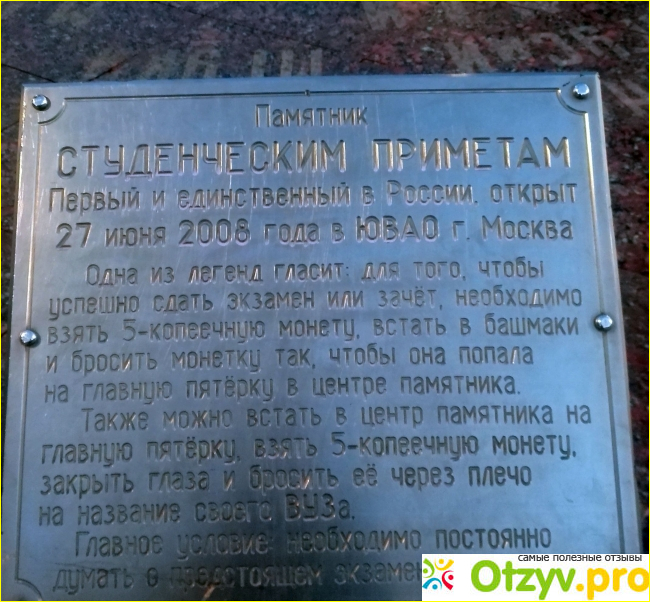 Памятник
СТУДЕНЧЕСКИМ ПРИМЕТАМ
Первый и единственный в России, открыт
27 июня 2008 года в ЮВАО г. Москва
Одна из легенд гласит: для того, чтобы
успешно сдать экзамен или зачёт, необходимо
взять 5-копеечную монету, встать в башмаки
и бросить монетку так, чтобы она попала
на главную пятёрку в центре памятника.
Также можно встать в центр памятника на
главную пятёрку, взять 5-копеечную монету,
закрыть глаза и бросить её через плечо
на название своего ВУЗа.
Главное условие: необходимо постоянно
думать о предстоящем
самые полезные отзывы
Otzyv.pro